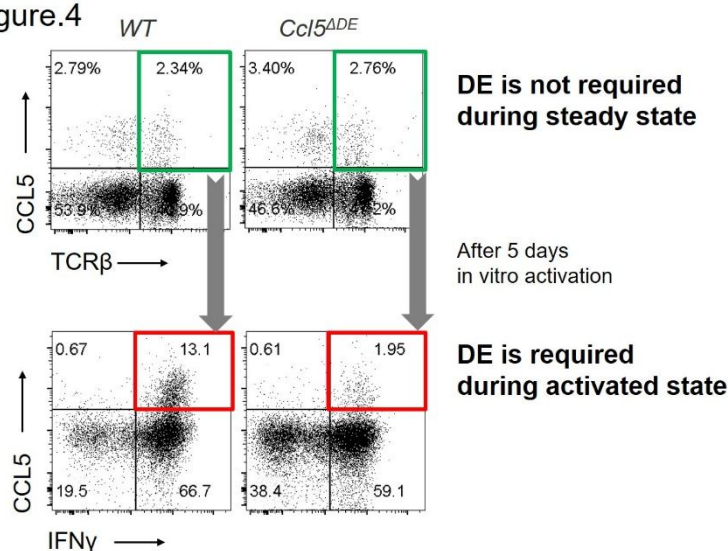 gure.4
WT
Ccl5ΔDE
2.79%
2.34%
3.40%
2.76%
DE is not required
during steady state
CCL5
53.9%
46.6%
TCRβ
After 5 days
in vitro activation
0.67
13.1
0.61
1.95
DE is required
during activated state
CCL5
19.5
66.7
38.4
59.1
IFNγ